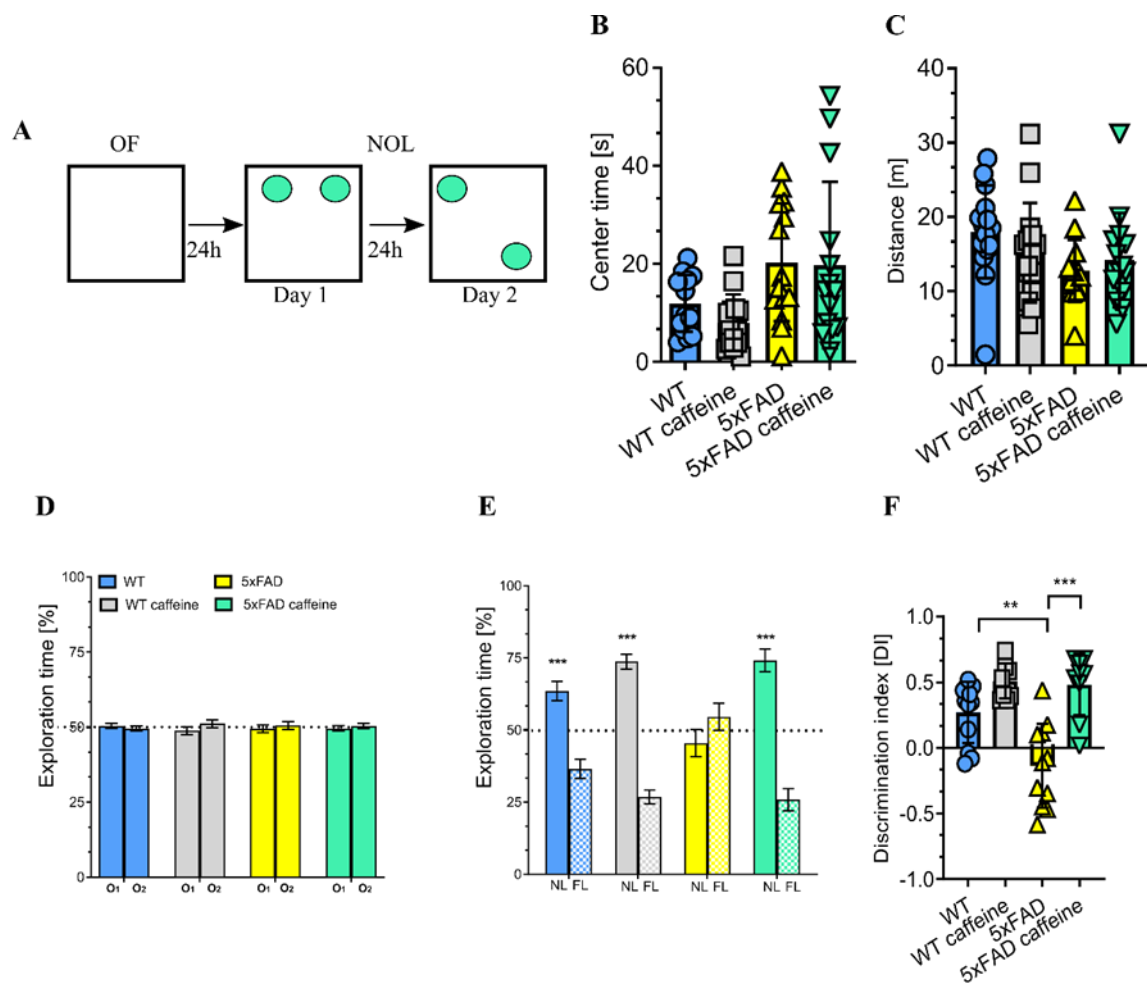 A
OF
NOL
24h
24h
Day 1
Day 2
B
Center time [s]
60
40
20
0
WT
WT caffeine
5xFAD
5xFAD caffeine
C
Distance [m]
40
30
20
10
0
WT
WT caffeine
5xFAD
5xFAD caffeine
D
Exploration time [%]
100
75
50
25
0
WT
5xFAD
WT caffeine
5xFAD caffeine
O1 O2 O1 O2 O1 O2 O1 O2
E
Exploration time [%]
100
75
50
25
0
*** *** ***
NL FL NL FL NL FL NL FL
F
Discrimination index [DI]
***
**
1.0
0.5
0.0
-0.5
-1.0
WT
WT caffeine
5xFAD
5xFAD caffeine